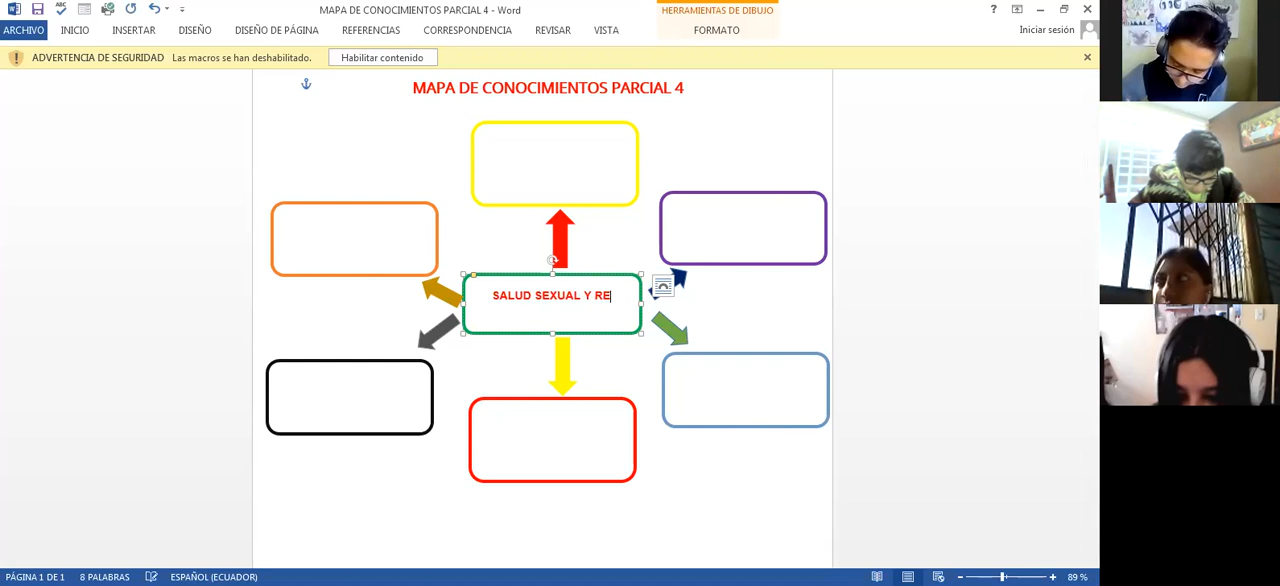 MAPA DE CONOCIMIENTOS PARCIAL 4 - Word
HERRAMIENTAS DE DIBUJO
?
ARCHIVO INICIO INSERTAR DISEÑO DISEÑO DE PÁGINA REFERENCIAS CORRESPONDENCIA REVISAR VISTA FORMATO Iniciar sesión
ADVERTENCIA DE SEGURIDAD Las macros se han deshabilitado. Habilitar contenido
MAPA DE CONOCIMIENTOS PARCIAL 4
SALUD SEXUAL Y RE
PÁGINA 1 DE 1 8 PALABRAS ESPAÑOL (ECUADOR) 89 %